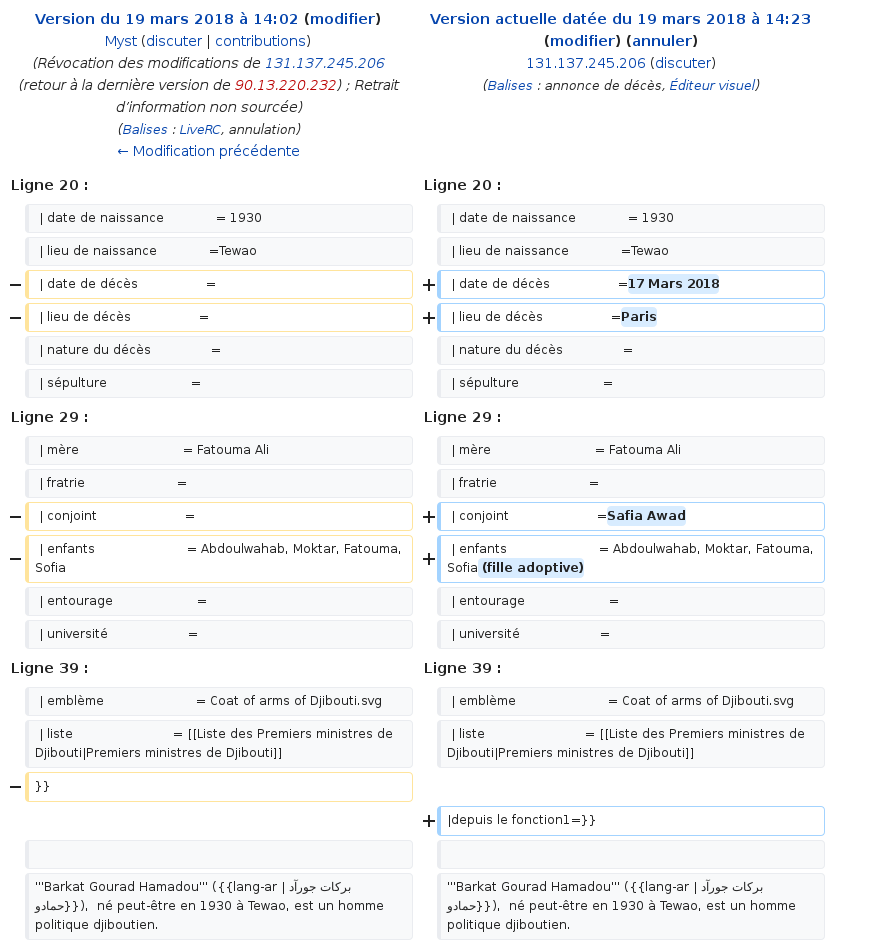 Version du 19 mars 2018 à 14:02 (modifier)
Myst (discuter | contributions)
(Révocation des modifications de 131.137.245.206
(retour à la dernière version de 90.13.220.232) ; Retrait
d'information non sourcée)
(Balises : LiveRC, annulation)
← Modification précédente
Version actuelle datée du 19 mars 2018 à 14:23
(modifier) (annuler)
131.137.245.206 (discuter)
(Balises : annonce de décès, Éditeur visuel)
Ligne 20 :
Ligne 20 :
| date de naissance = 1930
| date de naissance = 1930
| lieu de naissance =Tewao
| lieu de naissance =Tewao
− | date de décès =
+ | date de décès =17 Mars 2018
− | lieu de décès =
+ | lieu de décès =Paris
| nature du décès =
| nature du décès =
| sépulture =
| sépulture =
Ligne 29 :
Ligne 29 :
| mère = Fatouma Ali
| mère = Fatouma Ali
| fratrie =
| fratrie =
− | conjoint =
+ | conjoint =Safia Awad
− | enfants = Abdoulwahab, Moktar, Fatouma,
Sofia
+ | enfants = Abdoulwahab, Moktar, Fatouma,
Sofia (fille adoptive)
| entourage =
| entourage =
| université =
| université =
Ligne 39 :
Ligne 39 :
| emblème = Coat of arms of Djibouti.svg
| emblème = Coat of arms of Djibouti.svg
| liste = [[Liste des Premiers ministres de
Djibouti|Premiers ministres de Djibouti]]
| liste = [[Liste des Premiers ministres de
Djibouti|Premiers ministres de Djibouti]]
− }}
+ |depuis le fonction1=}}
'''Barkat Gourad Hamadou''' ({{lang-ar | بركات جورآد
حمادو}}), né peut-être en 1930 à Tewao, est un homme
politique djiboutien.
'''Barkat Gourad Hamadou''' ({{lang-ar | بركات جورآد
حمادو}}), né peut-être en 1930 à Tewao, est un homme
politique djiboutien.